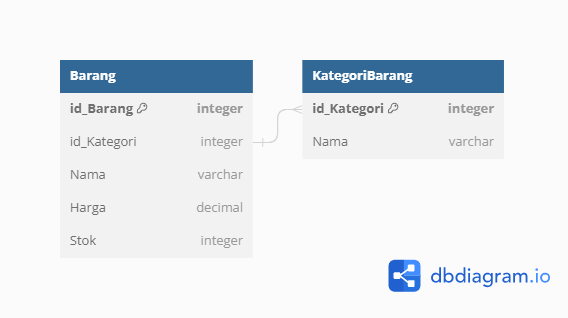 Barang
id_Barang integer
id_Kategori integer
Nama varchar
Harga decimal
Stok integer
KategoriBarang
id_Kategori integer
Nama varchar
dbdiagram.io